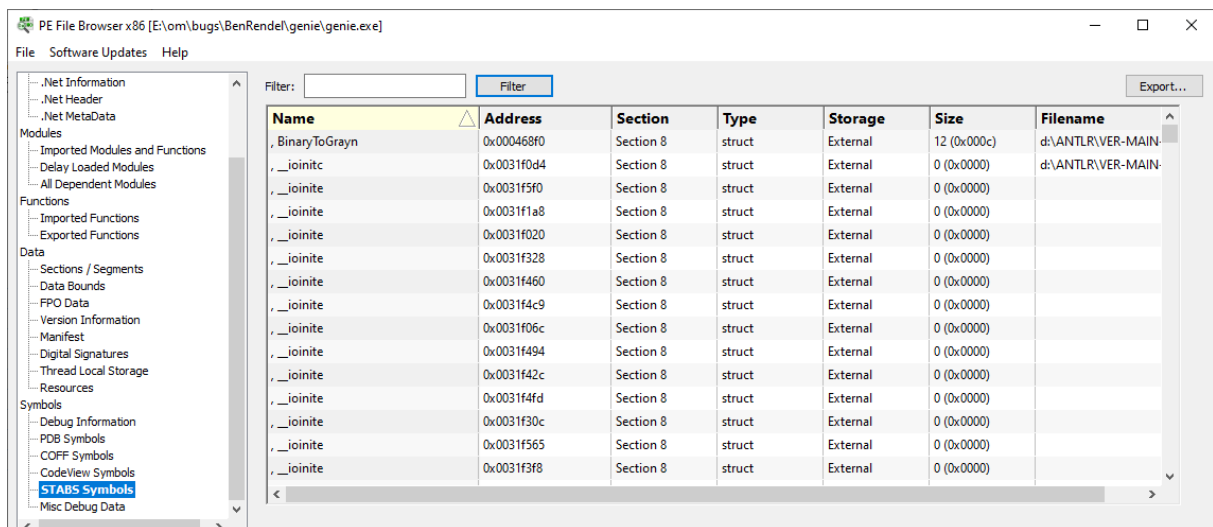 PE File Browser x86 [E:\om\bugs\BenRendel\genie\genie.exe]
File Software Updates Help
.Net Information
.Net Header
.Net MetaData
Modules
Imported Modules and Functions
Delay Loaded Modules
All Dependent Modules
Functions
Imported Functions
Exported Functions
Data
Sections / Segments
Data Bounds
FPO Data
Version Information
Manifest
Digital Signatures
Thread Local Storage
Resources
Symbols
Debug Information
PDB Symbols
COFF Symbols
CodeView Symbols
STABS Symbols
Misc Debug Data
Filter: Filter Export...
Name Address Section Type Storage Size Filename
, BinaryToGrayn 0x000468f0 Section 8 struct External 12 (0x000c) d:\ANTLR\VER-MAIN-
, __ioinitc 0x0031f0d4 Section 8 struct External 0 (0x0000) d:\ANTLR\VER-MAIN-
, __ioinite 0x0031f5f0 Section 8 struct External 0 (0x0000)
, __ioinite 0x0031f1a8 Section 8 struct External 0 (0x0000)
, __ioinite 0x0031f020 Section 8 struct External 0 (0x0000)
, __ioinite 0x0031f328 Section 8 struct External 0 (0x0000)
, __ioinite 0x0031f460 Section 8 struct External 0 (0x0000)
, __ioinite 0x0031f4c9 Section 8 struct External 0 (0x0000)
, __ioinite 0x0031f06c Section 8 struct External 0 (0x0000)
, __ioinite 0x0031f494 Section 8 struct External 0 (0x0000)
, __ioinite 0x0031f42c Section 8 struct External 0 (0x0000)
, __ioinite 0x0031f4fd Section 8 struct External 0 (0x0000)
, __ioinite 0x0031f30c Section 8 struct External 0 (0x0000)
, __ioinite 0x0031f565 Section 8 struct External 0 (0x0000)
, __ioinite 0x0031f3f8 Section 8 struct External 0 (0x0000)